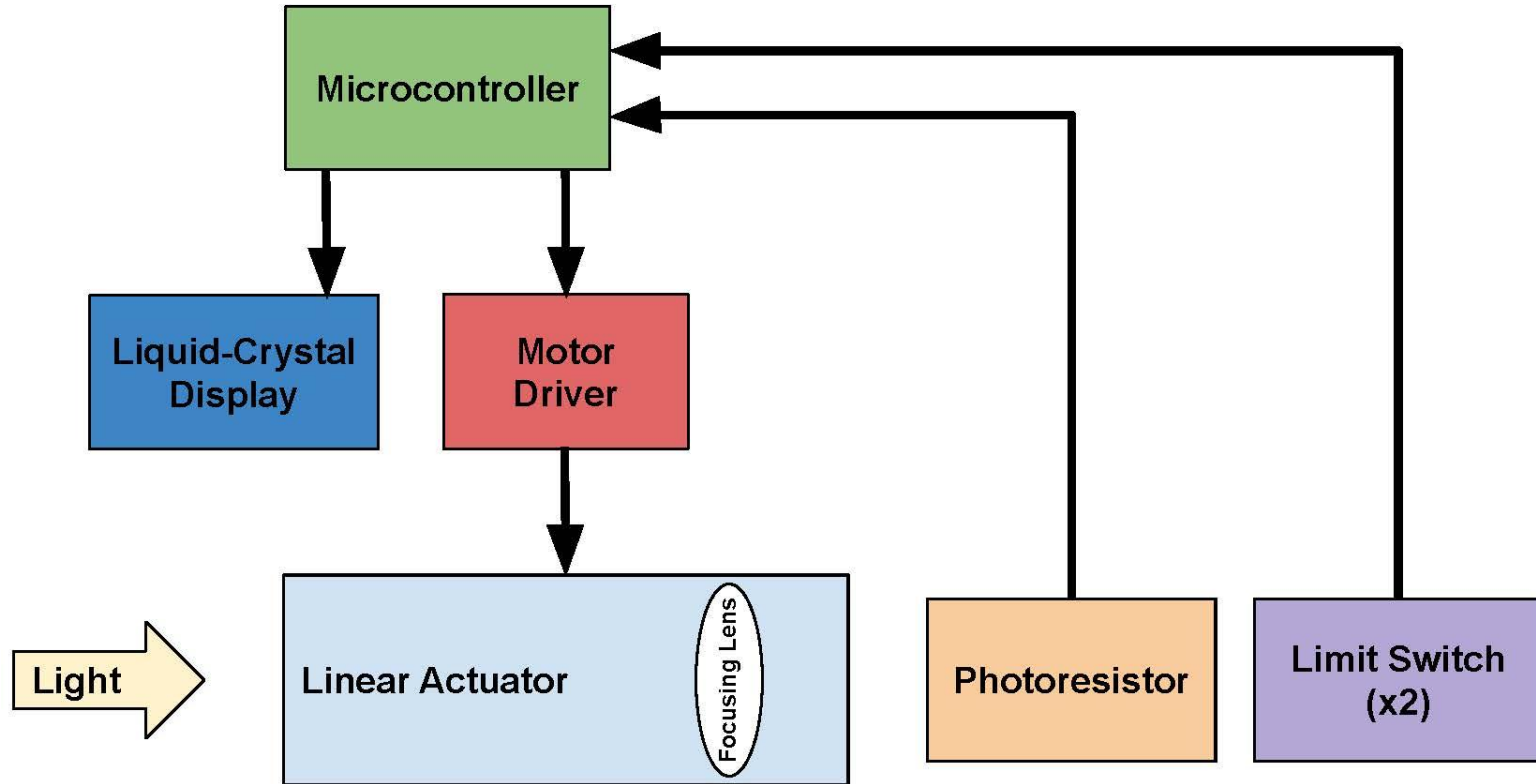 Microcontroller
Liquid-Crystal
Display
Motor
Driver
Light
Linear Actuator
Focusing Lens
Photoresistor
Limit Switch
(x2)